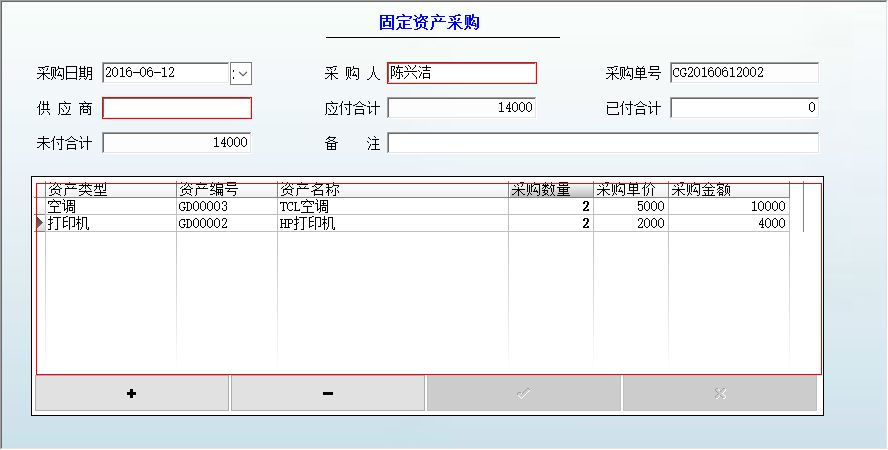 固定资产采购
采购日期 2016-06-12 采 购 人 陈兴洁 采购单号 CG20160612002
供 应 商 应付合计 14000 已付合计 0
未付合计 14000 备 注
资产类型 资产编号 资产名称 采购数量 采购单价 采购金额
空调 GD00003 TCL空调 2 5000 10000
打印机 GD00002 HP打印机 2 2000 4000